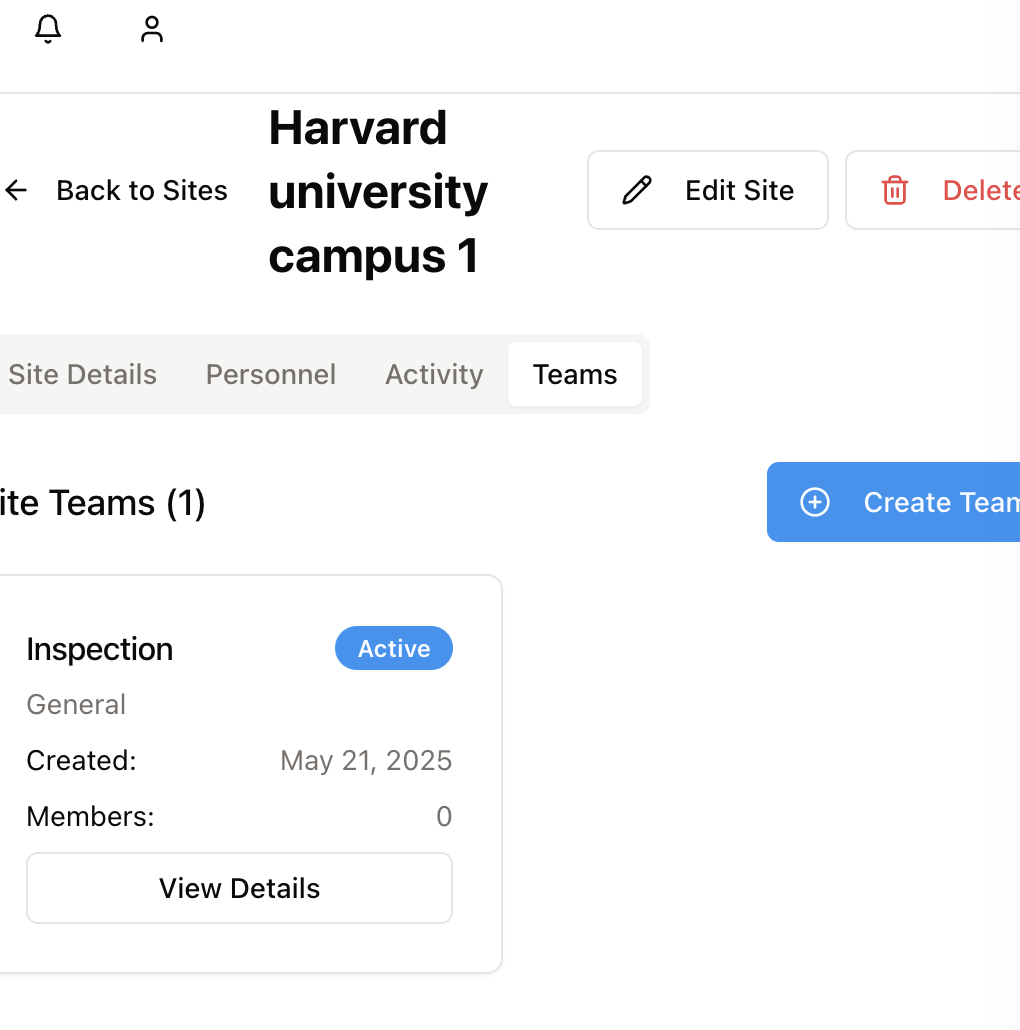 Harvard
university
campus 1
Back to Sites
Edit Site
Delete
Site Details
Personnel
Activity
Teams
ite Teams (1)
Create Team
Inspection
Active
General
Created:
May 21, 2025
Members:
0
View Details